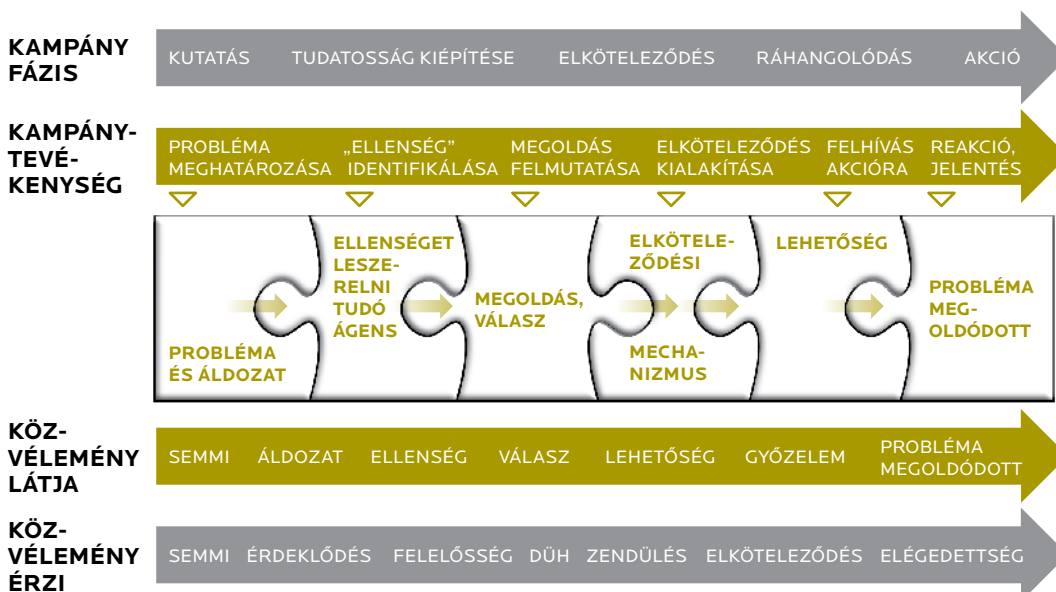 KAMPÁNY
FÁZIS
KUTATÁS TUDATOSSÁG KIÉPÍTÉSE ELKÖTELEZŐDÉS RÁHANGOLÓDÁS AKCIÓ
KAMPÁNY-
TEVÉ-
KENYSÉG
PROBLÉMA
MEGHATÁROZÁSA
„ELLENSÉG”
IDENTIFIKÁLÁSA
MEGOLDÁS
FELMUTATÁSA
ELKÖTELEZŐDÉS
KIALAKÍTÁSA
FELHÍVÁS
AKCIÓRA
REAKCIÓ,
JELENTÉS
PROBLÉMA
ÉS ÁLDOZAT
ELLENSÉGET
LESZE-
RELNI
TUDÓ
ÁGENS
MEGOLDÁS,
VÁLASZ
ELKÖTELE-
ZŐDÉSI
MECHA-
NIZMUS
LEHETŐSÉG
PROBLÉMA
MEG-
OLDÓDOTT
KÖZ-
VÉLEMÉNY
LÁTJA
SEMMI ÁLDOZAT ELLENSÉG VÁLASZ LEHETŐSÉG GYŐZELEM PROBLÉMA
MEGOLDÓDOTT
KÖZ-
VÉLEMÉNY
ÉRZI
SEMMI ÉRDEKLŐDÉS FELELŐSSÉG DÜH ZENDÜLÉS ELKÖTELEZŐDÉS ELÉGEDETTSÉG